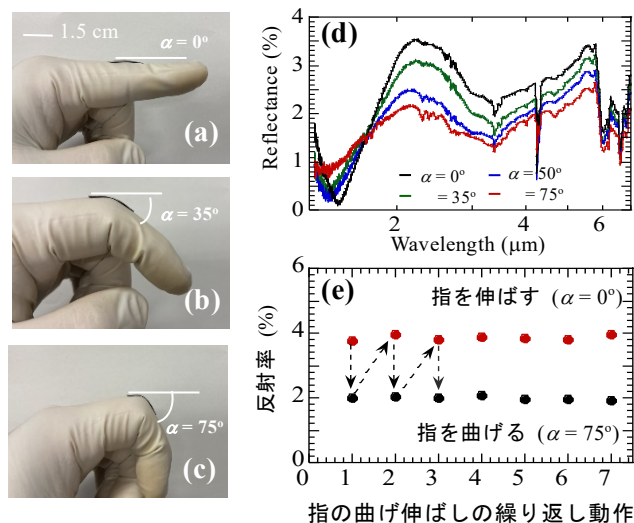 1.5 cm
α = 0°
(a)
α = 35°
(b)
α = 75°
(c)
(d)
Reflectance (%)
4
3
2
1
0
α = 0°
α = 50°
= 35°
= 75°
2
4
6
Wavelength (μm)
(e)
反射率 (%)
6
4
2
0
指を伸ばす (α = 0°)
指を曲げる (α = 75°)
0 1 2 3 4 5 6 7
指の曲げ伸ばしの繰り返し動作